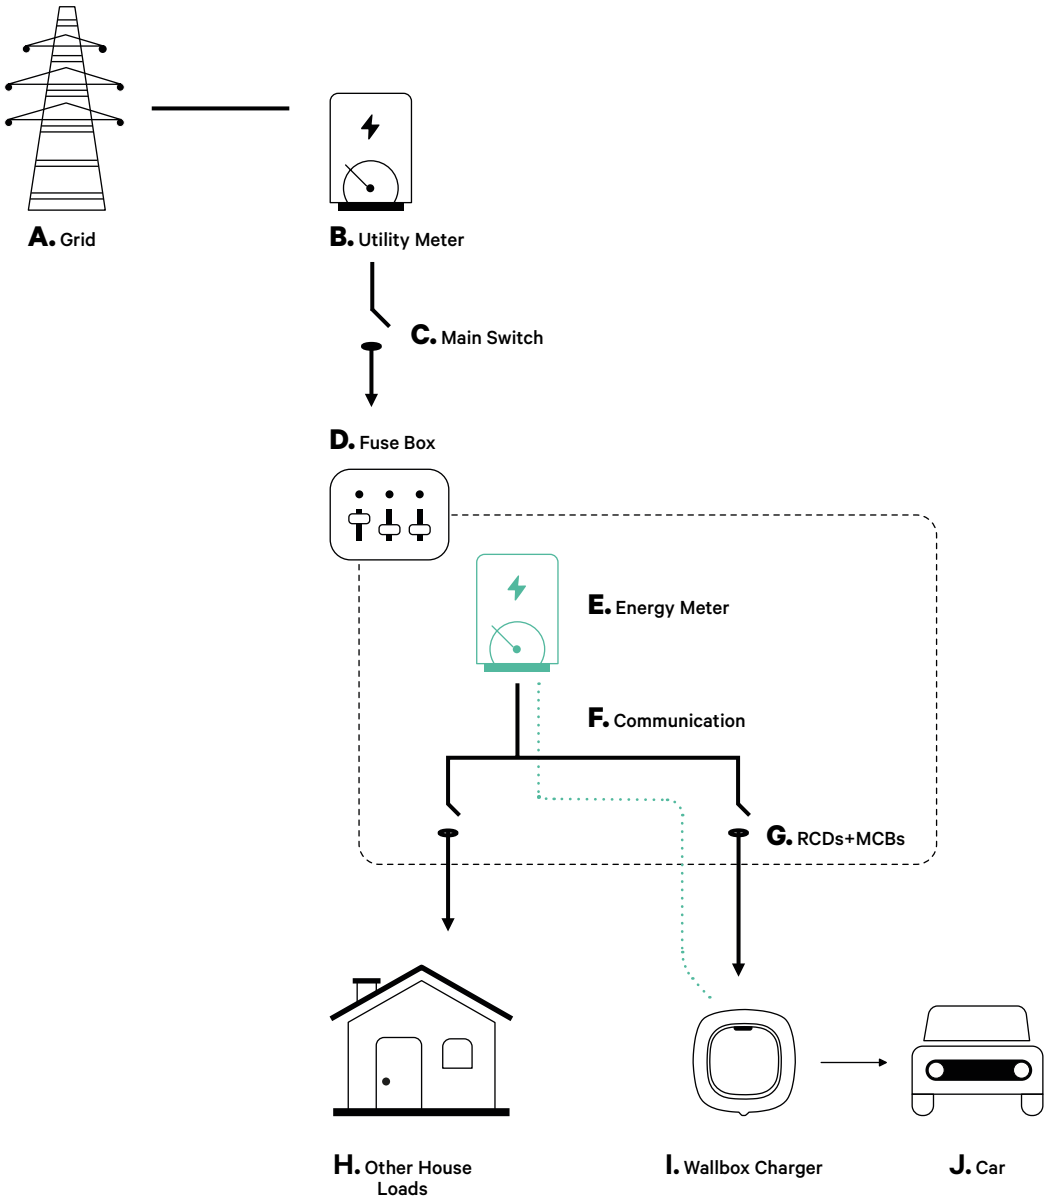 A. Grid
B. Utility Meter
C. Main Switch
D. Fuse Box
E. Energy Meter
F. Communication
G. RCDs+MCBs
H. Other House
Loads
I. Wallbox Charger
J. Car